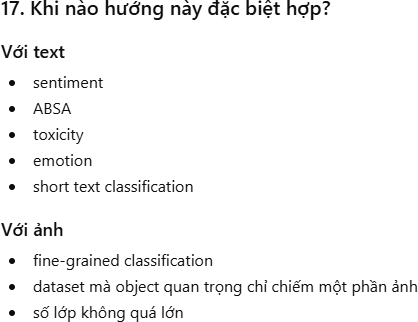 17. Khi nào hướng này đặc biệt hợp?
Với text
• sentiment
• ABSA
• toxicity
• emotion
• short text classification
Với ảnh
• fine-grained classification
• dataset mà object quan trọng chỉ chiếm một phần ảnh
• số lớp không quá lớn